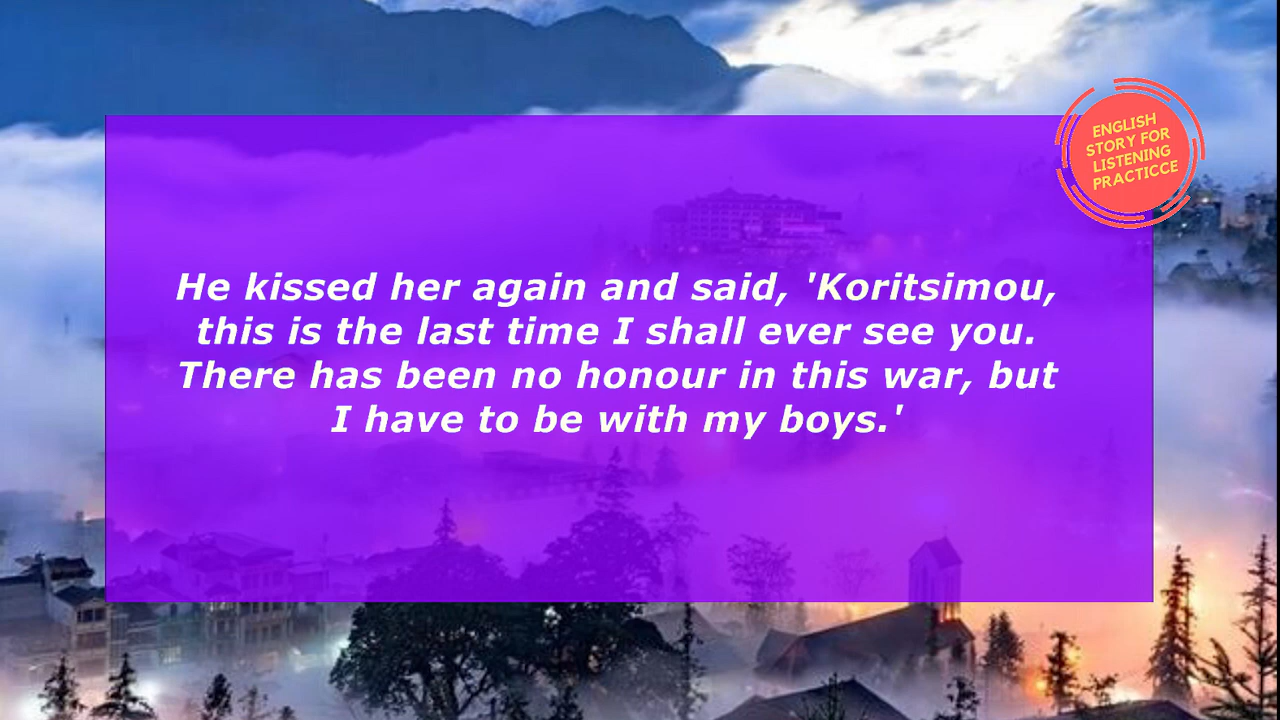 ENGLISH
STORY FOR
LISTENING
PRACTICCE
He kissed her again and said, 'Koritsimou,
this is the last time I shall ever see you.
There has been no honour in this war, but
I have to be with my boys.'